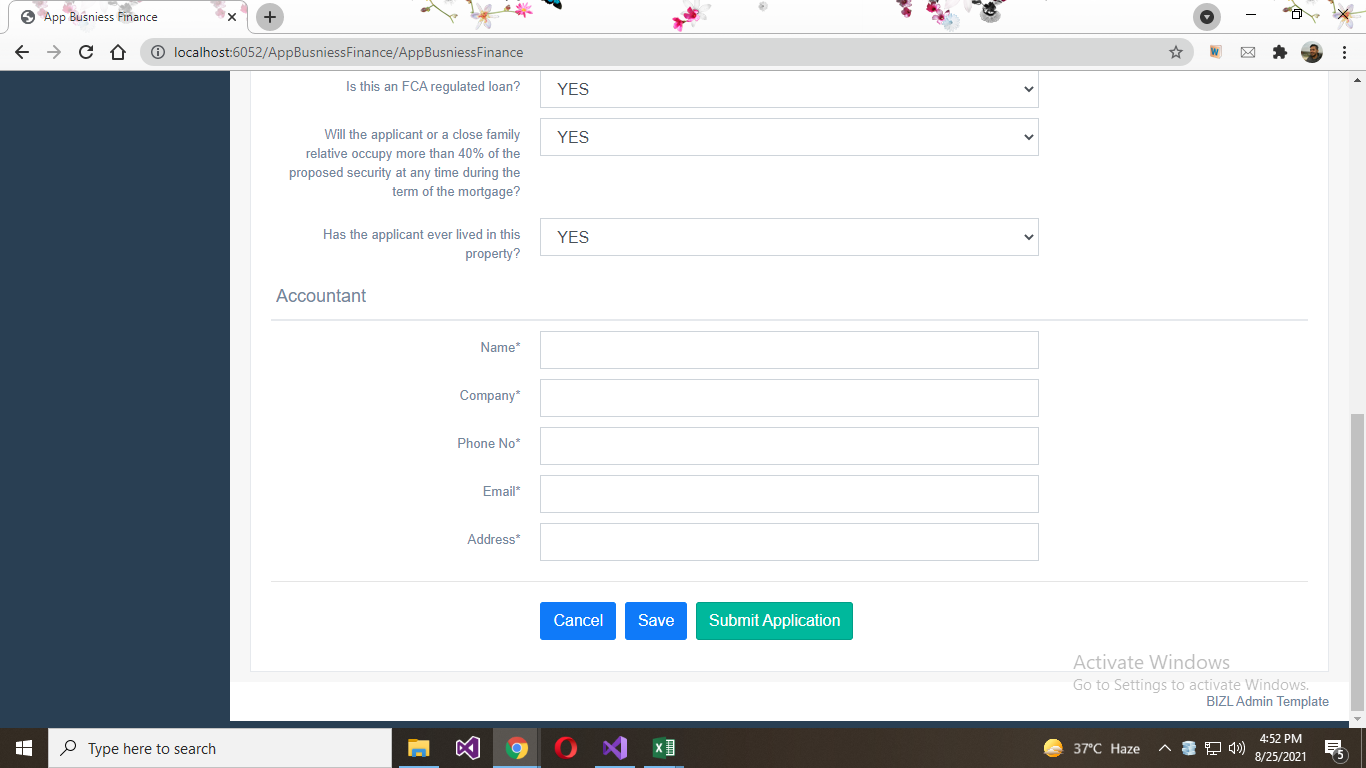 App Busniess Finance
localhost:6052/AppBusniessFinance/AppBusniessFinance
Is this an FCA regulated loan?
YES
Will the applicant or a close family
relative occupy more than 40% of the
proposed security at any time during the
term of the mortgage?
YES
Has the applicant ever lived in this
property?
YES
Accountant
Name*
Company*
Phone No*
Email*
Address*
Cancel
Save
Submit Application
Activate Windows
Go to Settings to activate Windows.
BIZL Admin Template
Type here to search
37°C Haze
4:52 PM
8/25/2021
5